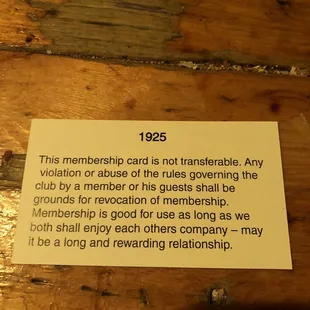 1925
This membership card is not transferable. Any
violation or abuse of the rules governing the
club by a member or his guests shall be
grounds for revocation of membership.
Membership is good for use as long as we
both shall enjoy each others company – may
it be a long and rewarding relationship.